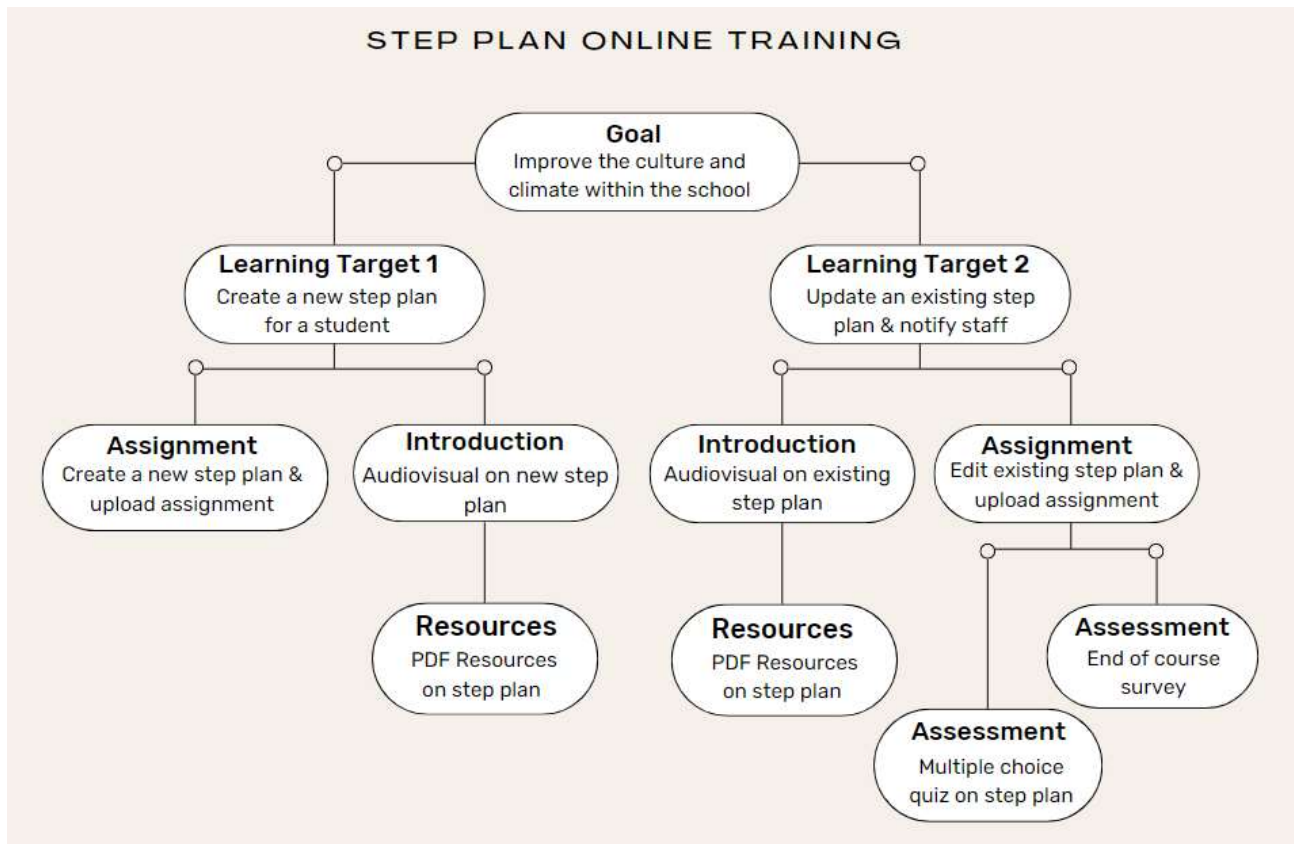 STEP PLAN ONLINE TRAINING
Goal
Improve the culture and
climate within the school
Learning Target 1
Create a new step plan
for a student
Learning Target 2
Update an existing step
plan & notify staff
Assignment
Create a new step plan &
upload assignment
Introduction
Audiovisual on new step
plan
Introduction
Audiovisual on existing
step plan
Assignment
Edit existing step plan &
upload assignment
Resources
PDF Resources
on step plan
Resources
PDF Resources
on step plan
Assessment
End of course
survey
Assessment
Multiple choice
quiz on step plan